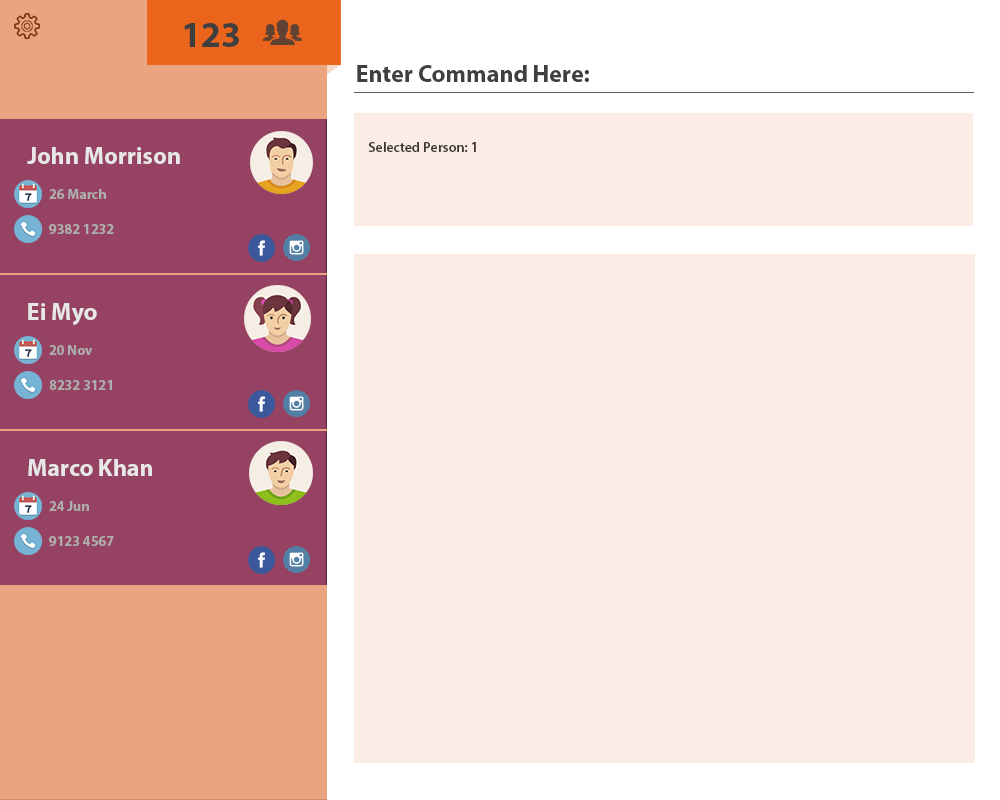 123
Enter Command Here:
Selected Person: 1
John Morrison
7 26 March
9382 1232
f
Ei Myo
7 20 Nov
8232 3121
f
Marco Khan
7 24 Jun
9123 4567
f